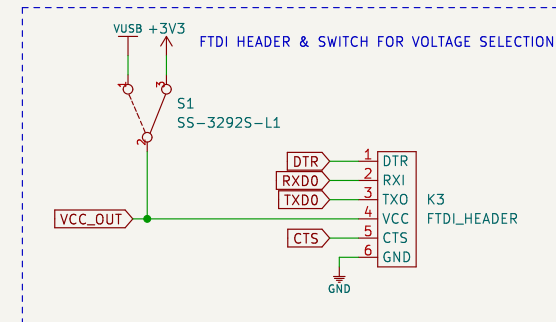 VUSB +3V3
FTDI HEADER & SWITCH FOR VOLTAGE SELECTION
1 3
S1
SS-3292S-L1
2
DTR 1 DTR
RXD0 2 RXI
TXD0 3 TXO K3
VCC_OUT 4 VCC FTDI_HEADER
CTS 5 CTS
6 GND
GND